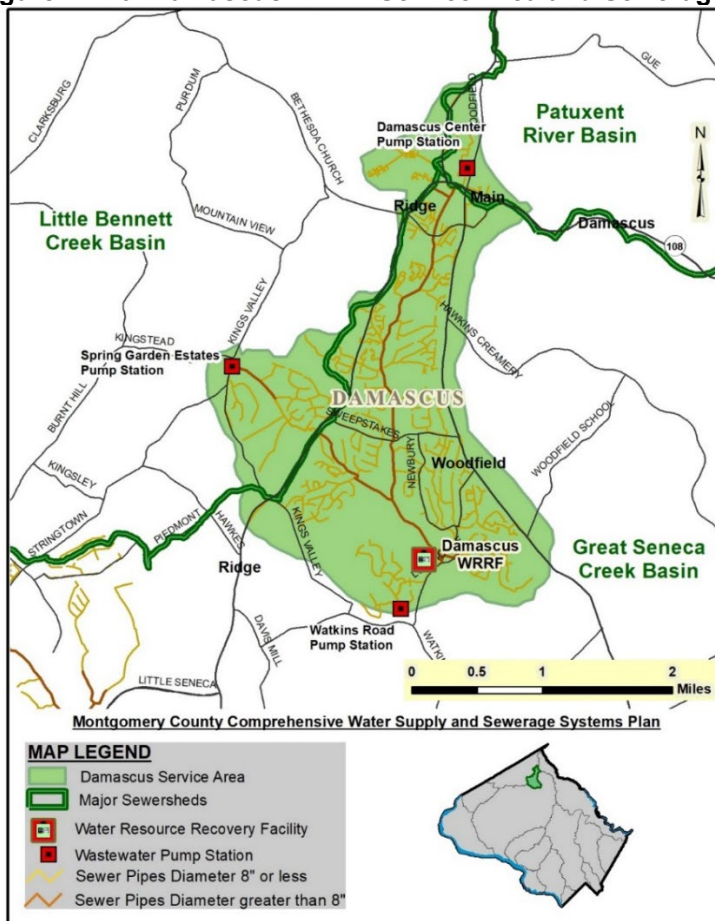 CLARKSBURG
PURDUM
BETHESDA CHURCH
WOODFIELD
GUE
Patuxent
River Basin
N
Damascus Center
Pump Station
Ridge
Main
Damascus
108
Little Bennett
Creek Basin
MOUNTAIN VIEW
KINGS VALLEY
KINGSTEAD
Spring Garden Estates
Pump Station
HAWKINS CREAMERY
BURNT HILL
DAMASCUS
SWEEPSTAKES
NEWBURY
Woodfield
WOODFIELD SCHOOL
KINGSLEY
STRINGTOWN
PIEDMONT
HAWKES
Ridge
KINGS VALLEY
Damascus
WRRF
Great Seneca
Creek Basin
DAVIS MILL
Watkins Road
Pump Station
WATKINS
LITTLE SENECA
0 0.5 1 2
Miles
Montgomery County Comprehensive Water Supply and Sewerage Systems Plan
MAP LEGEND
Damascus Service Area
Major Sewersheds
Water Resource Recovery Facility
Wastewater Pump Station
Sewer Pipes Diameter 8" or less
Sewer Pipes Diameter greater than 8"